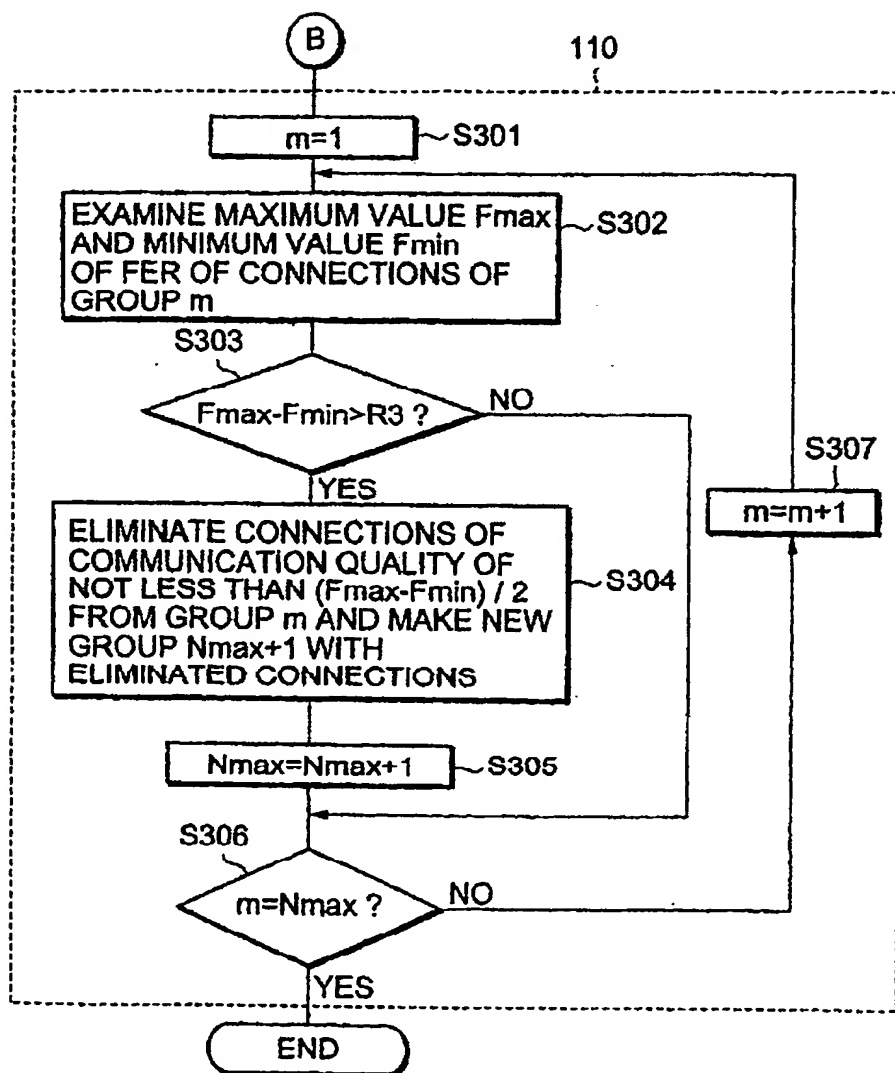 B
110
m=1
S301
EXAMINE MAXIMUM VALUE Fmax
AND MINIMUM VALUE Fmin
OF FER OF CONNECTIONS OF
GROUP m
S302
S303
Fmax-Fmin>R3 ?
NO
YES
S307
m=m+1
ELIMINATE CONNECTIONS OF
COMMUNICATION QUALITY OF
NOT LESS THAN (Fmax-Fmin) / 2
FROM GROUP m AND MAKE NEW
GROUP Nmax+1 WITH
ELIMINATED CONNECTIONS
S304
Nmax=Nmax+1
S305
S306
m=Nmax ?
NO
YES
END